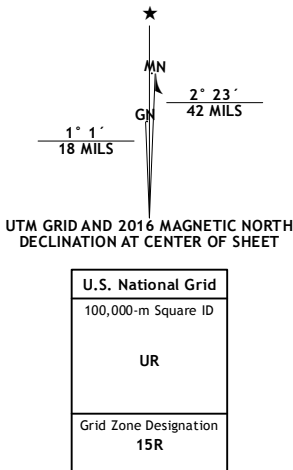 ★
MN
GN
2° 23´
42 MILS
1° 1´
18 MILS
UTM GRID AND 2016 MAGNETIC NORTH
DECLINATION AT CENTER OF SHEET
U.S. National Grid
100,000-m Square ID
UR
Grid Zone Designation
15R